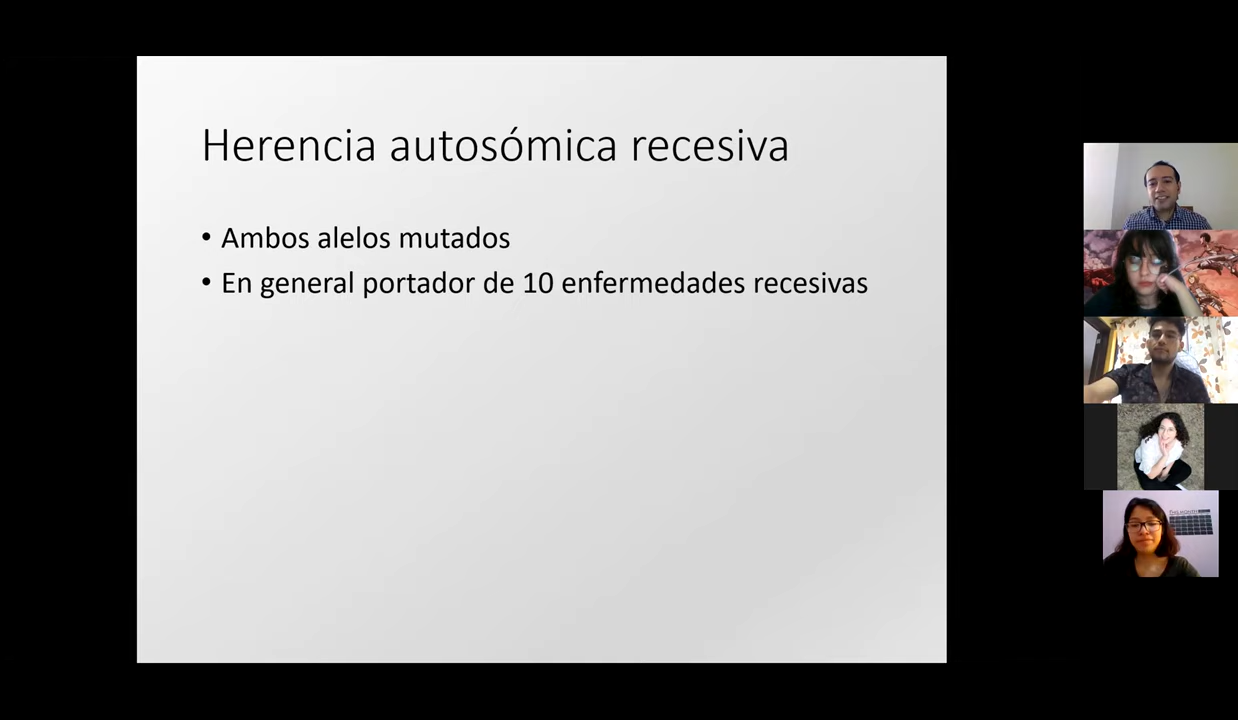 Herencia autosómica recesiva
• Ambos alelos mutados
• En general portador de 10 enfermedades recesivas